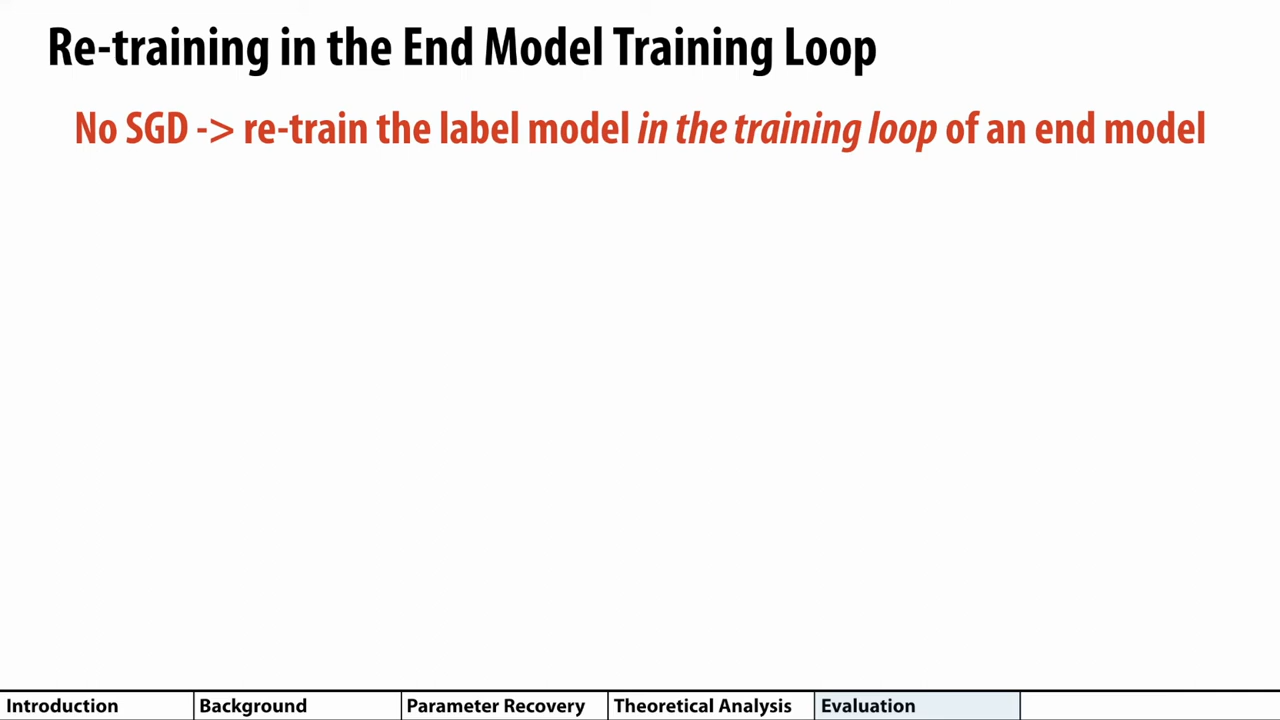 Re-training in the End Model Training Loop
No SGD -> re-train the label model in the training loop of an end model
Introduction
Background
Parameter Recovery
Theoretical Analysis
Evaluation